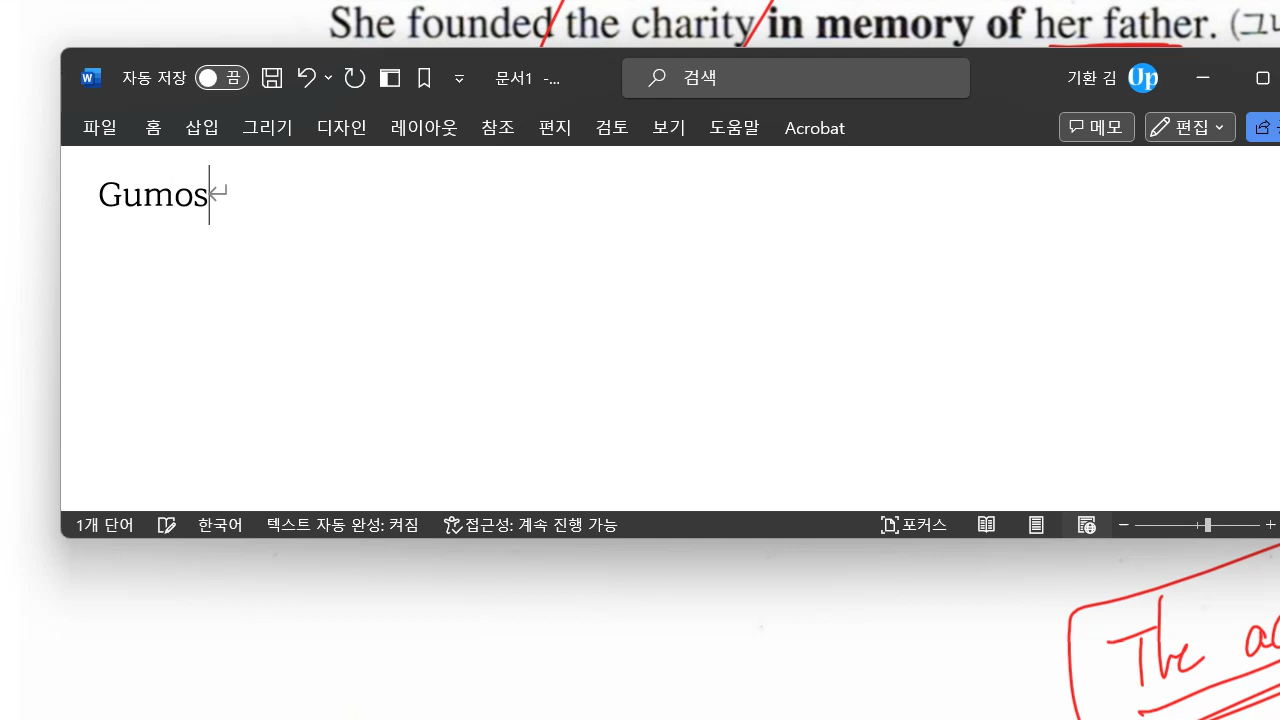 She founded the charity in memory of her father. (그녀
자동 저장 끔 문서1 -... 검색 기환 김 Up
파일 홈 삽입 그리기 디자인 레이아웃 참조 편지 검토 보기 도움말 Acrobat 메모 편집
Gumos
1개 단어 한국어 텍스트 자동 완성: 켜짐 접근성: 계속 진행 가능 포커스
The